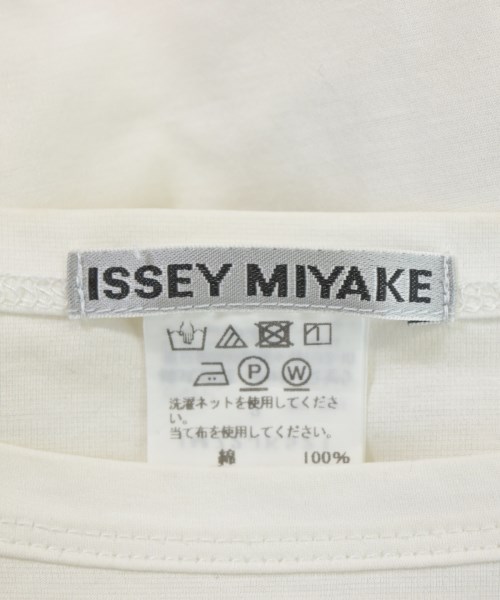 ISSEY MIYAKE
P W
洗濯ネットを使用してくださ
い。
当て布を使用してください。
綿 100%